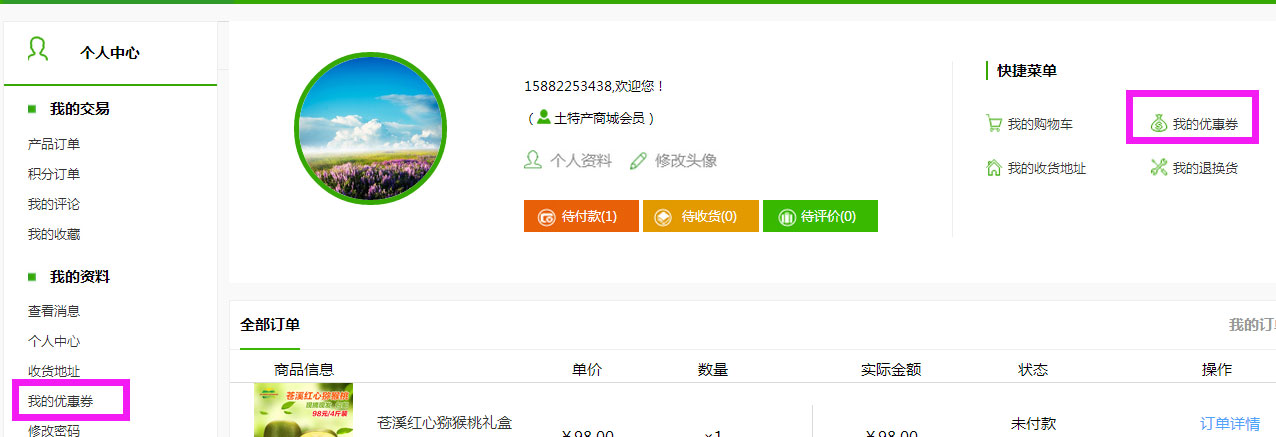 个人中心
我的交易
产品订单
积分订单
我的评论
我的收藏
我的资料
查看消息
个人中心
收货地址
我的优惠券
修改密码
15882253438,欢迎您！
（土特产商城会员）
个人资料 修改头像
待付款(1) 待收货(0) 待评价(0)
快捷菜单
我的购物车 我的优惠券
我的收货地址 我的退换货
全部订单 我的订
商品信息 单价 数量 实际金额 状态 操作
苍溪红心猕猴桃
98元/4斤装
苍溪红心猕猴桃礼盒 ￥98.00 ×1 ￥98.00 未付款 订单详情